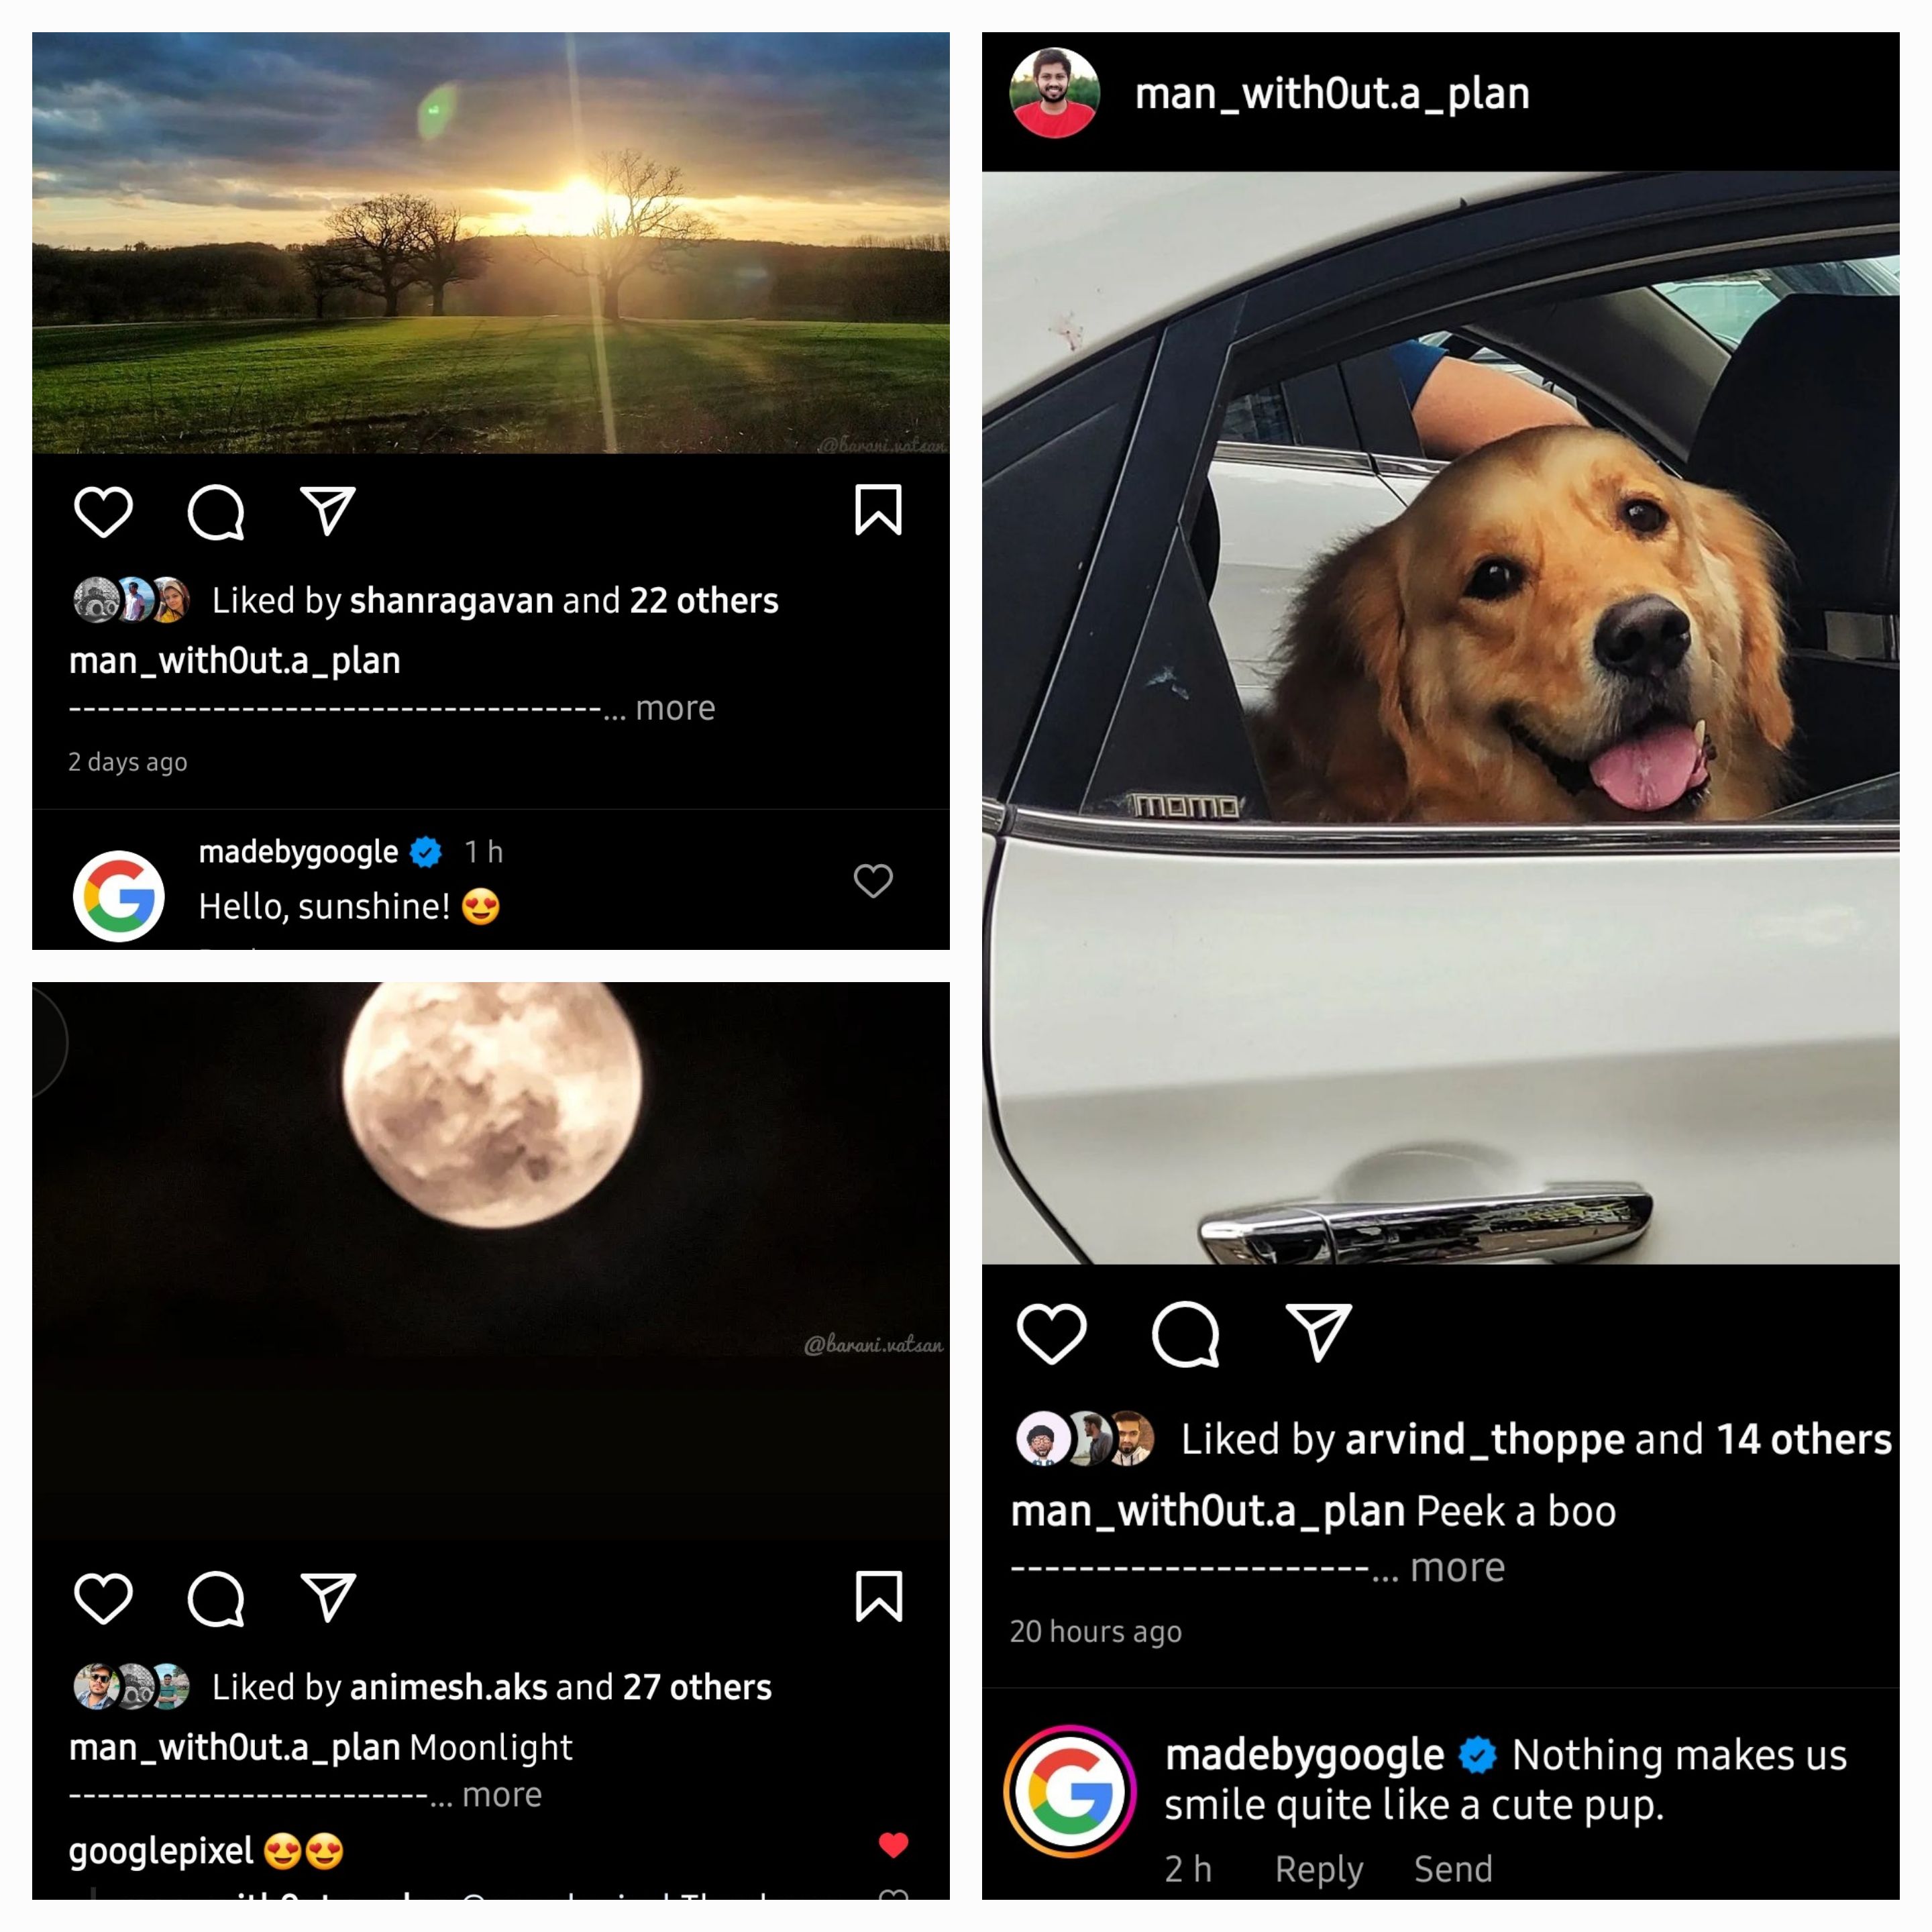 @barani.vatsan
Liked by shanragavan and 22 others
man_with0ut.a_plan
-------------------------------------... more
2 days ago
madebygoogle 1 h
Hello, sunshine! 😍
@barani.vatsan
Liked by animesh.aks and 27 others
man_with0ut.a_plan Moonlight
-------------------------... more
googlepixel 😍😍
man_with0ut.a_plan
momo
Liked by arvind_thoppe and 14 others
man_with0ut.a_plan Peek a boo
---------------------... more
20 hours ago
madebygoogle Nothing makes us
smile quite like a cute pup.
2 h Reply Send